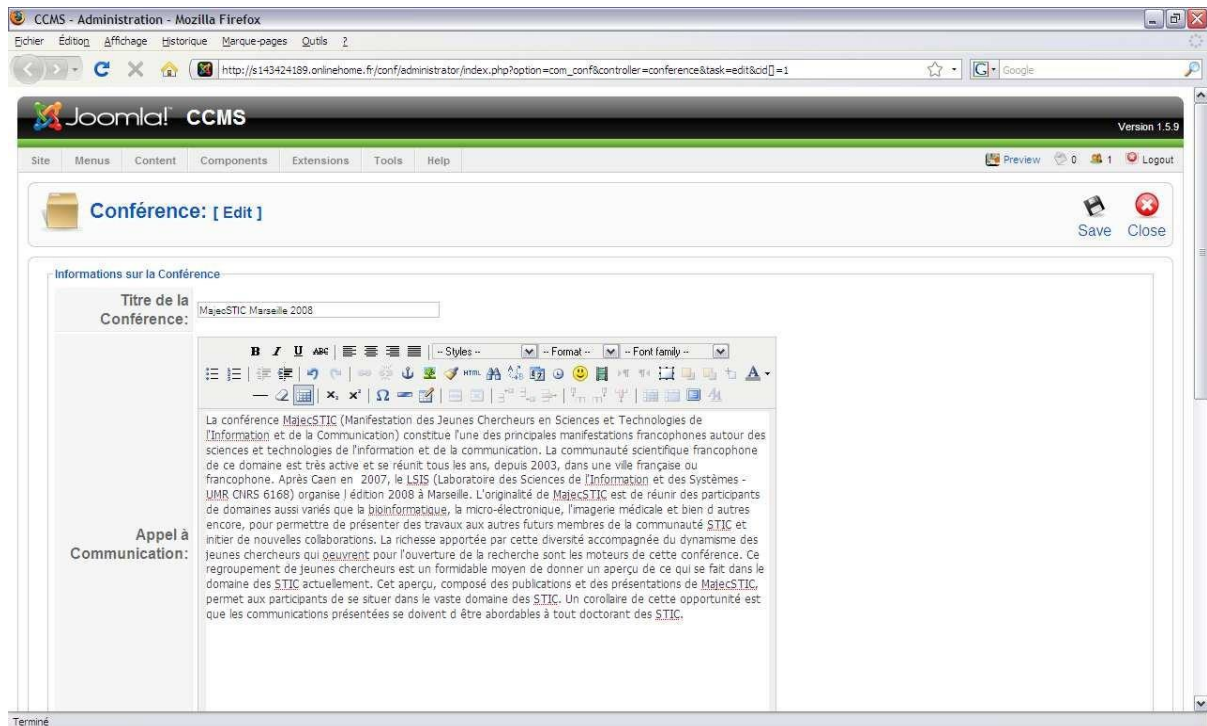 CCMS - Administration - Mozilla Firefox
Fichier Édition Affichage Historique Marque-pages Outils ?
http://s143424189.onlinehome.fr/conf/administrator/index.php?option=com_conf&controller=conference&task=edit&cid[]=1
Google
Joomla! CCMS
Version 1.5.9
Site Menus Content Components Extensions Tools Help Preview 0 1 Logout
Conférence: [ Edit ]
Save Close
Informations sur la Conférence
Titre de la
Conférence:
MajecSTIC Marseille 2008
B I U ABC -- Styles -- -- Format -- -- Font family --
HTML A
Appel à
Communication:
La conférence MajecSTIC (Manifestation des Jeunes Chercheurs en Sciences et Technologies de
l'Information et de la Communication) constitue l'une des principales manifestations francophones autour des
sciences et technologies de l'information et de la communication. La communauté scientifique francophone
de ce domaine est très active et se réunit tous les ans, depuis 2003, dans une ville française ou
francophone. Après Caen en 2007, le LSIS (Laboratoire des Sciences de l'Information et des Systèmes -
UMR CNRS 6168) organise l édition 2008 à Marseille. L'originalité de MajecSTIC est de réunir des participants
de domaines aussi variés que la bioinformatique, la micro-électronique, l'imagerie médicale et bien d autres
encore, pour permettre de présenter des travaux aux autres futurs membres de la communauté STIC et
initier de nouvelles collaborations. La richesse apportée par cette diversité accompagnée du dynamisme des
jeunes chercheurs qui oeuvrent pour l'ouverture de la recherche sont les moteurs de cette conférence. Ce
regroupement de jeunes chercheurs est un formidable moyen de donner un aperçu de ce qui se fait dans le
domaine des STIC actuellement. Cet aperçu, composé des publications et des présentations de MajecSTIC,
permet aux participants de se situer dans le vaste domaine des STIC. Un corollaire de cette opportunité est
que les communications présentées se doivent d être abordables à tout doctorant des STIC.
Terminé